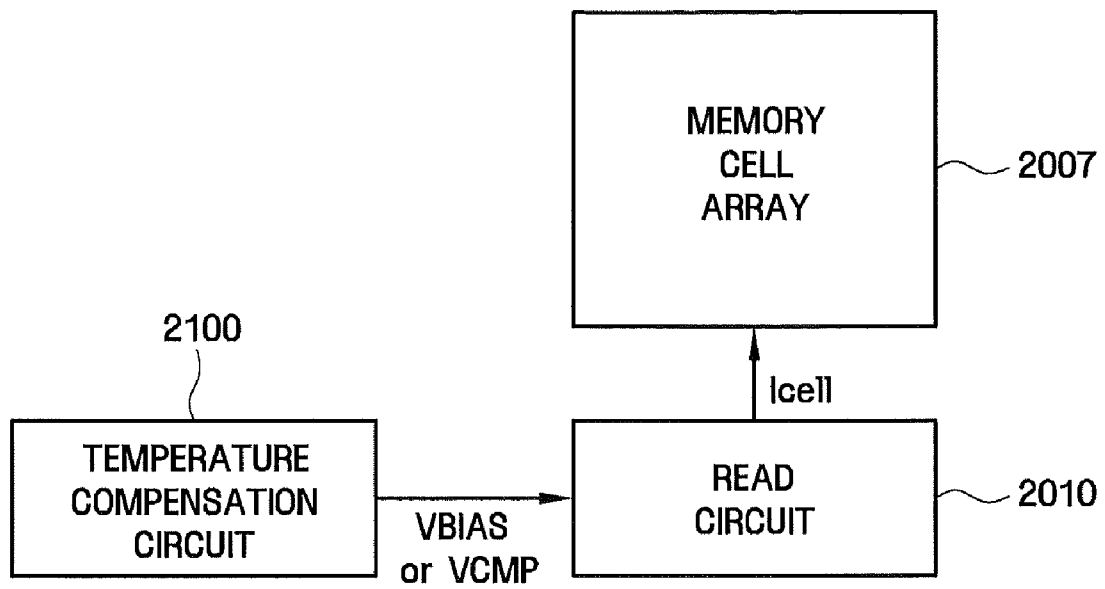 MEMORY
CELL
ARRAY
2007
2100
Icell
TEMPERATURE
COMPENSATION
CIRCUIT
VBIAS
or VCMP
READ
CIRCUIT
2010